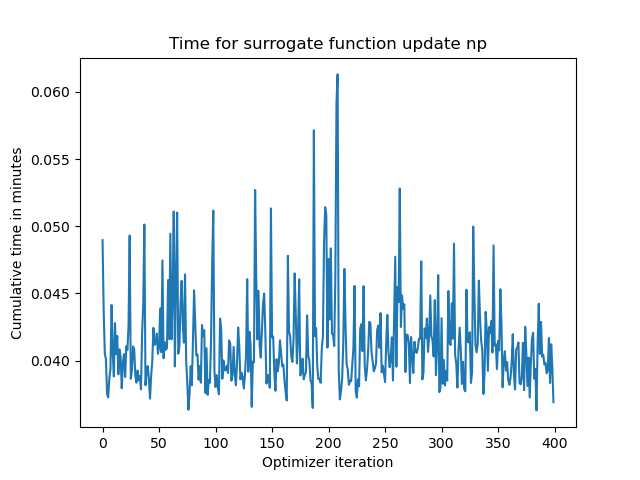 Time for surrogate function update np
Cumulative time in minutes
0.060
0.055
0.050
0.045
0.040
0 50 100 150 200 250 300 350 400
Optimizer iteration